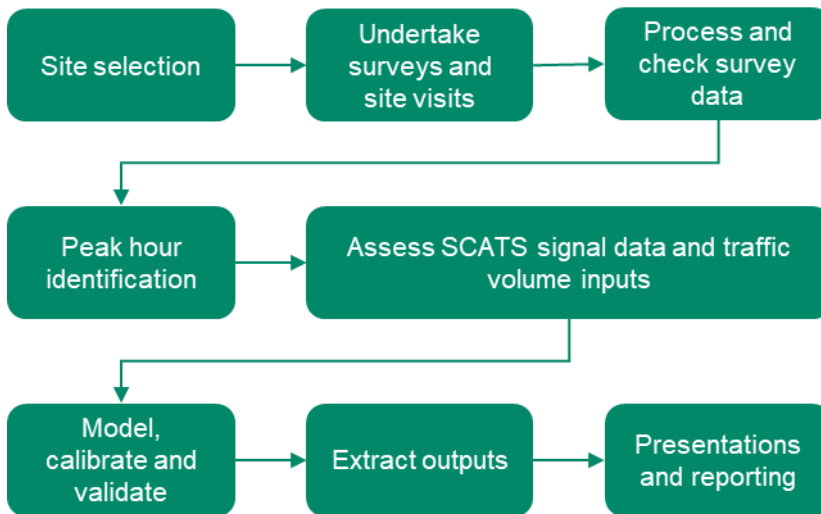 Site selection
Undertake
surveys and
site visits
Process and
check survey
data
Peak hour
identification
Assess SCATS signal data and traffic
volume inputs
Model,
calibrate and
validate
Extract outputs
Presentations
and reporting